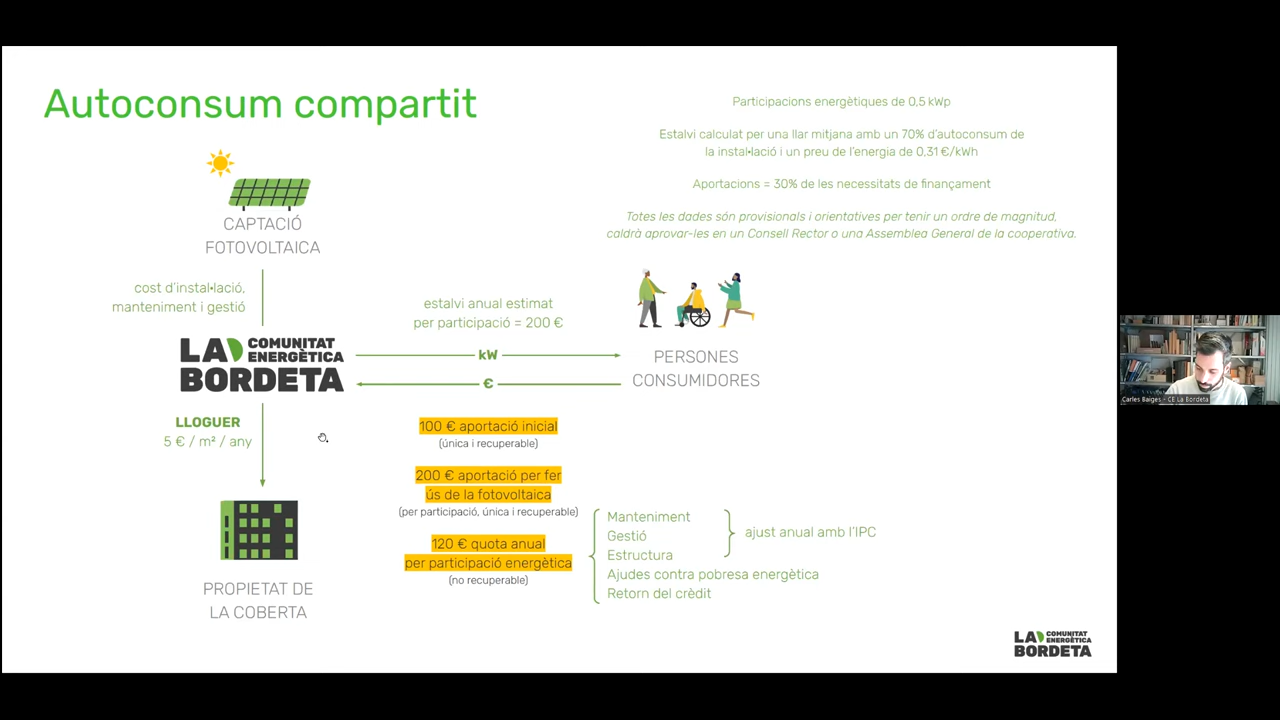 Autoconsum compartit
Participacions energètiques de 0,5 kWp
Estalvi calculat per una llar mitjana amb un 70% d'autoconsum de
la instal•lació i un preu de l'energia de 0,31 €/kWh
Aportacions = 30% de les necessitats de finançament
Totes les dades són provisionals i orientatives per tenir un ordre de magnitud,
caldrà aprovar-les en un Consell Rector o una Assemblea General de la cooperativa.
CAPTACIÓ
FOTOVOLTAICA
cost d'instal•lació,
manteniment i gestió
estalvi anual estimat
per participació = 200 €
LA COMUNITAT
ENERGÈTICA
BORDETA
kW
€
PERSONES
CONSUMIDORES
Carles Baiges - CE La Bordeta
LLOGUER
5 € / m² / any
100 € aportació inicial
(única i recuperable)
200 € aportació per fer
ús de la fotovoltaica
(per participació, única i recuperable)
120 € quota anual
per participació energètica
(no recuperable)
Manteniment
Gestió
Estructura
Ajudes contra pobresa energètica
Retorn del crèdit
ajust anual amb l'IPC
PROPIETAT DE
LA COBERTA
LA COMUNITAT
ENERGÈTICA
BORDETA